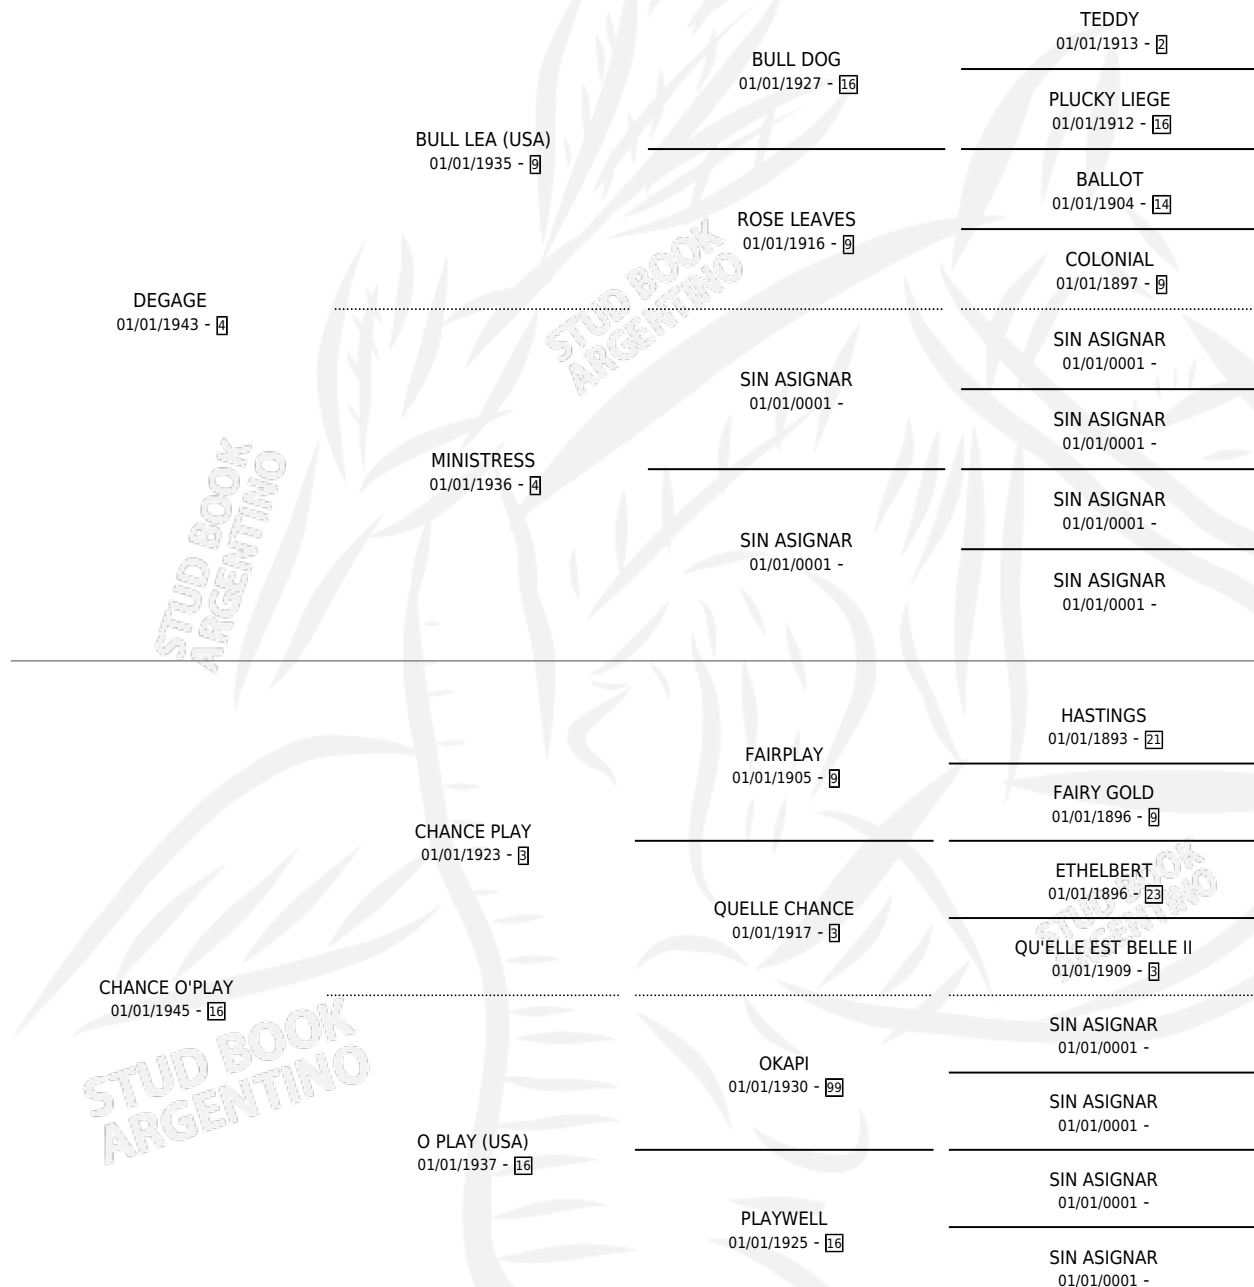 TEDDY
01/01/1913 - 2
BULL DOG
01/01/1927 - 16
PLUCKY LIEGE
01/01/1912 - 16
BULL LEA (USA)
01/01/1935 - 9
BALLOT
01/01/1904 - 14
ROSE LEAVES
01/01/1916 - 9
COLONIAL
01/01/1897 - 9
DEGAGE
01/01/1943 - 4
SIN ASIGNAR
01/01/0001 -
SIN ASIGNAR
01/01/0001 -
SIN ASIGNAR
01/01/0001 -
MINISTRESS
01/01/1936 - 4
SIN ASIGNAR
01/01/0001 -
SIN ASIGNAR
01/01/0001 -
SIN ASIGNAR
01/01/0001 -
STUD BOOK
ARGENTINO
STUD BOOK
ARGENTINO
HASTINGS
01/01/1893 - 21
FAIRPLAY
01/01/1905 - 9
FAIRY GOLD
01/01/1896 - 9
CHANCE PLAY
01/01/1923 - 3
ETHELBERT
01/01/1896 - 23
QUELLE CHANCE
01/01/1917 - 3
QU'ELLE EST BELLE II
01/01/1909 - 3
STUD BOOK
ARGENTINO
CHANCE O'PLAY
01/01/1945 - 16
SIN ASIGNAR
01/01/0001 -
OKAPI
01/01/1930 - 99
SIN ASIGNAR
01/01/0001 -
STUD BOOK
ARGENTINO
O PLAY (USA)
01/01/1937 - 16
SIN ASIGNAR
01/01/0001 -
PLAYWELL
01/01/1925 - 16
SIN ASIGNAR
01/01/0001 -